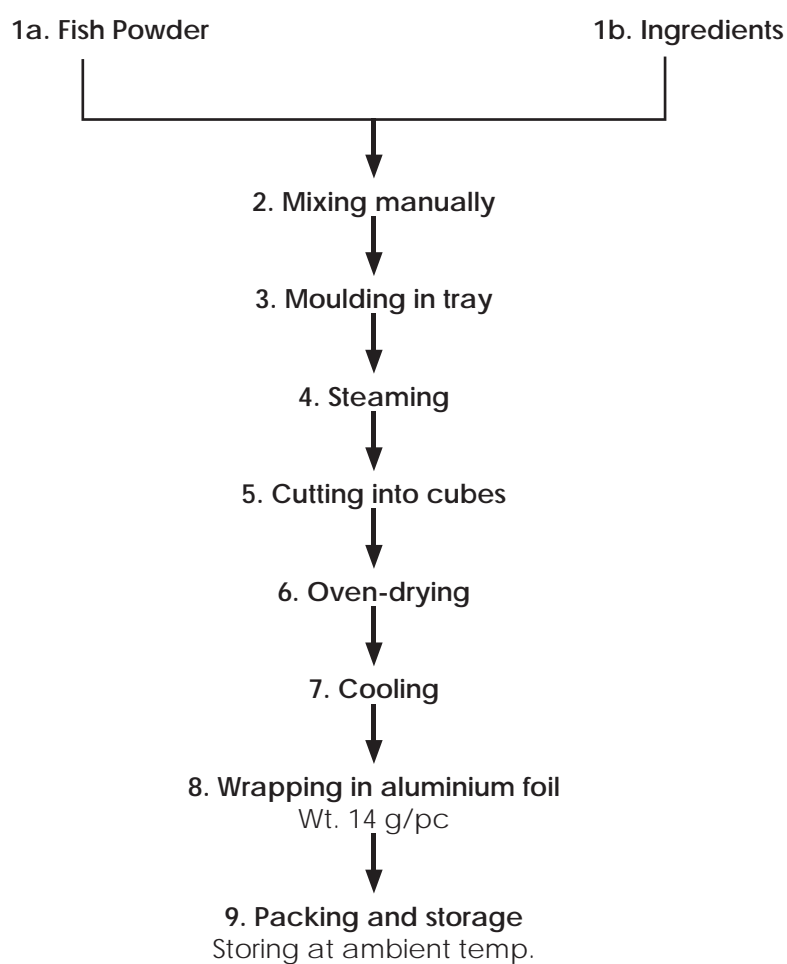 1a. Fish Powder
1b. Ingredients
2. Mixing manually
3. Moulding in tray
4. Steaming
5. Cutting into cubes
6. Oven-drying
7. Cooling
8. Wrapping in aluminium foil
Wt. 14 g/pc
9. Packing and storage
Storing at ambient temp.